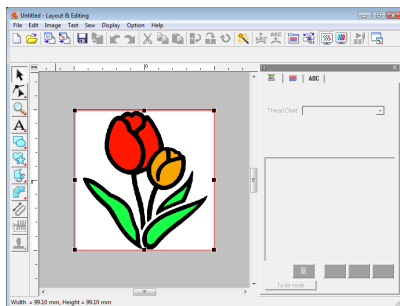 Untitled - Layout & Editing
File Edit Image Text Sew Display Option Help
ABC
Thread Chart
To list mode
Width = 99.10 mm, Height = 99.10 mm